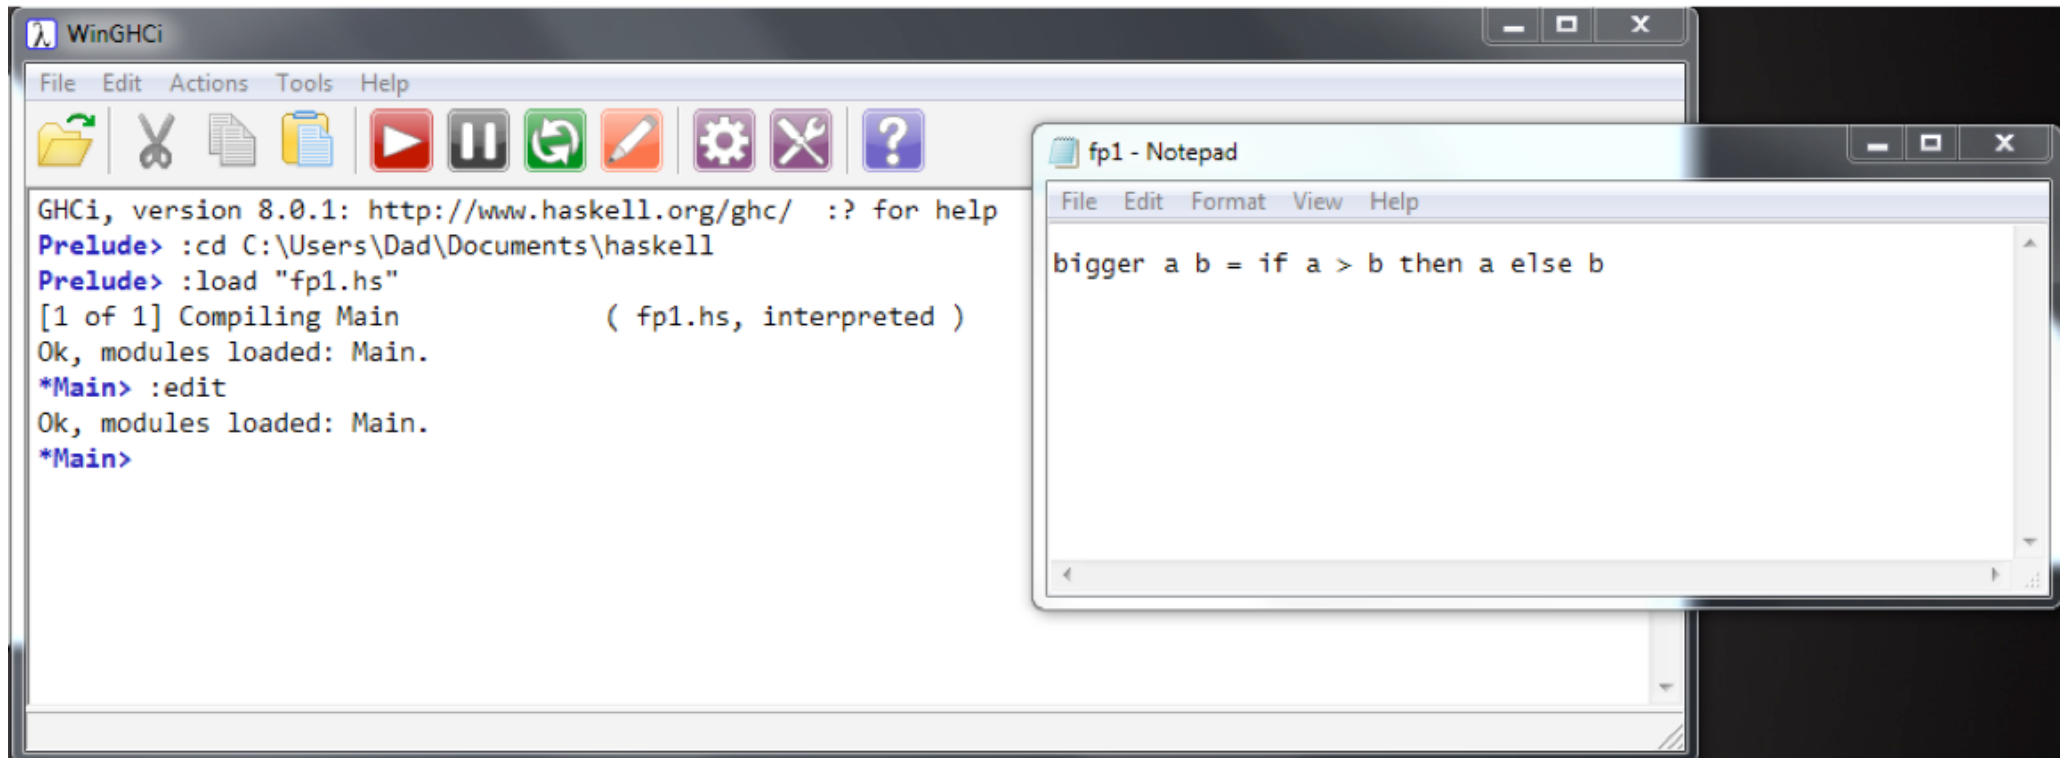 WinGHCi
File Edit Actions Tools Help
GHCi, version 8.0.1: http://www.haskell.org/ghc/  :? for help
Prelude> :cd C:\Users\Dad\Documents\haskell
Prelude> :load "fp1.hs"
[1 of 1] Compiling Main             ( fp1.hs, interpreted )
Ok, modules loaded: Main.
*Main> :edit
Ok, modules loaded: Main.
*Main>
fp1 - Notepad
File Edit Format View Help
bigger a b = if a > b then a else b